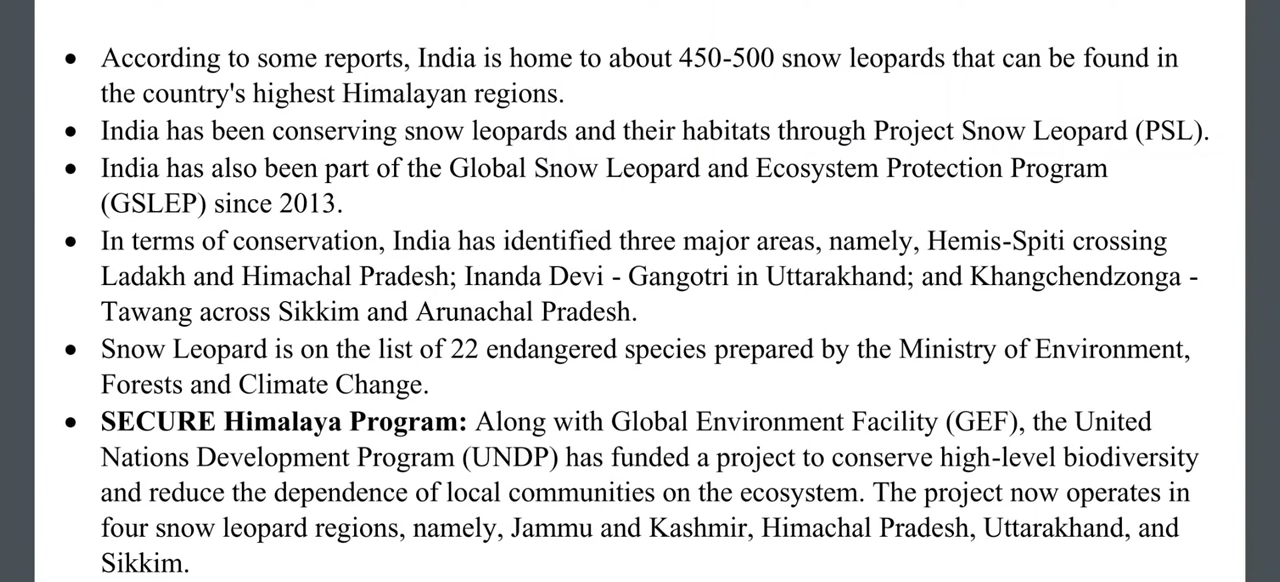 • According to some reports, India is home to about 450-500 snow leopards that can be found in
the country's highest Himalayan regions.
• India has been conserving snow leopards and their habitats through Project Snow Leopard (PSL).
• India has also been part of the Global Snow Leopard and Ecosystem Protection Program
(GSLEP) since 2013.
• In terms of conservation, India has identified three major areas, namely, Hemis-Spiti crossing
Ladakh and Himachal Pradesh; Inanda Devi - Gangotri in Uttarakhand; and Khangchendzonga -
Tawang across Sikkim and Arunachal Pradesh.
• Snow Leopard is on the list of 22 endangered species prepared by the Ministry of Environment,
Forests and Climate Change.
• SECURE Himalaya Program: Along with Global Environment Facility (GEF), the United
Nations Development Program (UNDP) has funded a project to conserve high-level biodiversity
and reduce the dependence of local communities on the ecosystem. The project now operates in
four snow leopard regions, namely, Jammu and Kashmir, Himachal Pradesh, Uttarakhand, and
Sikkim.